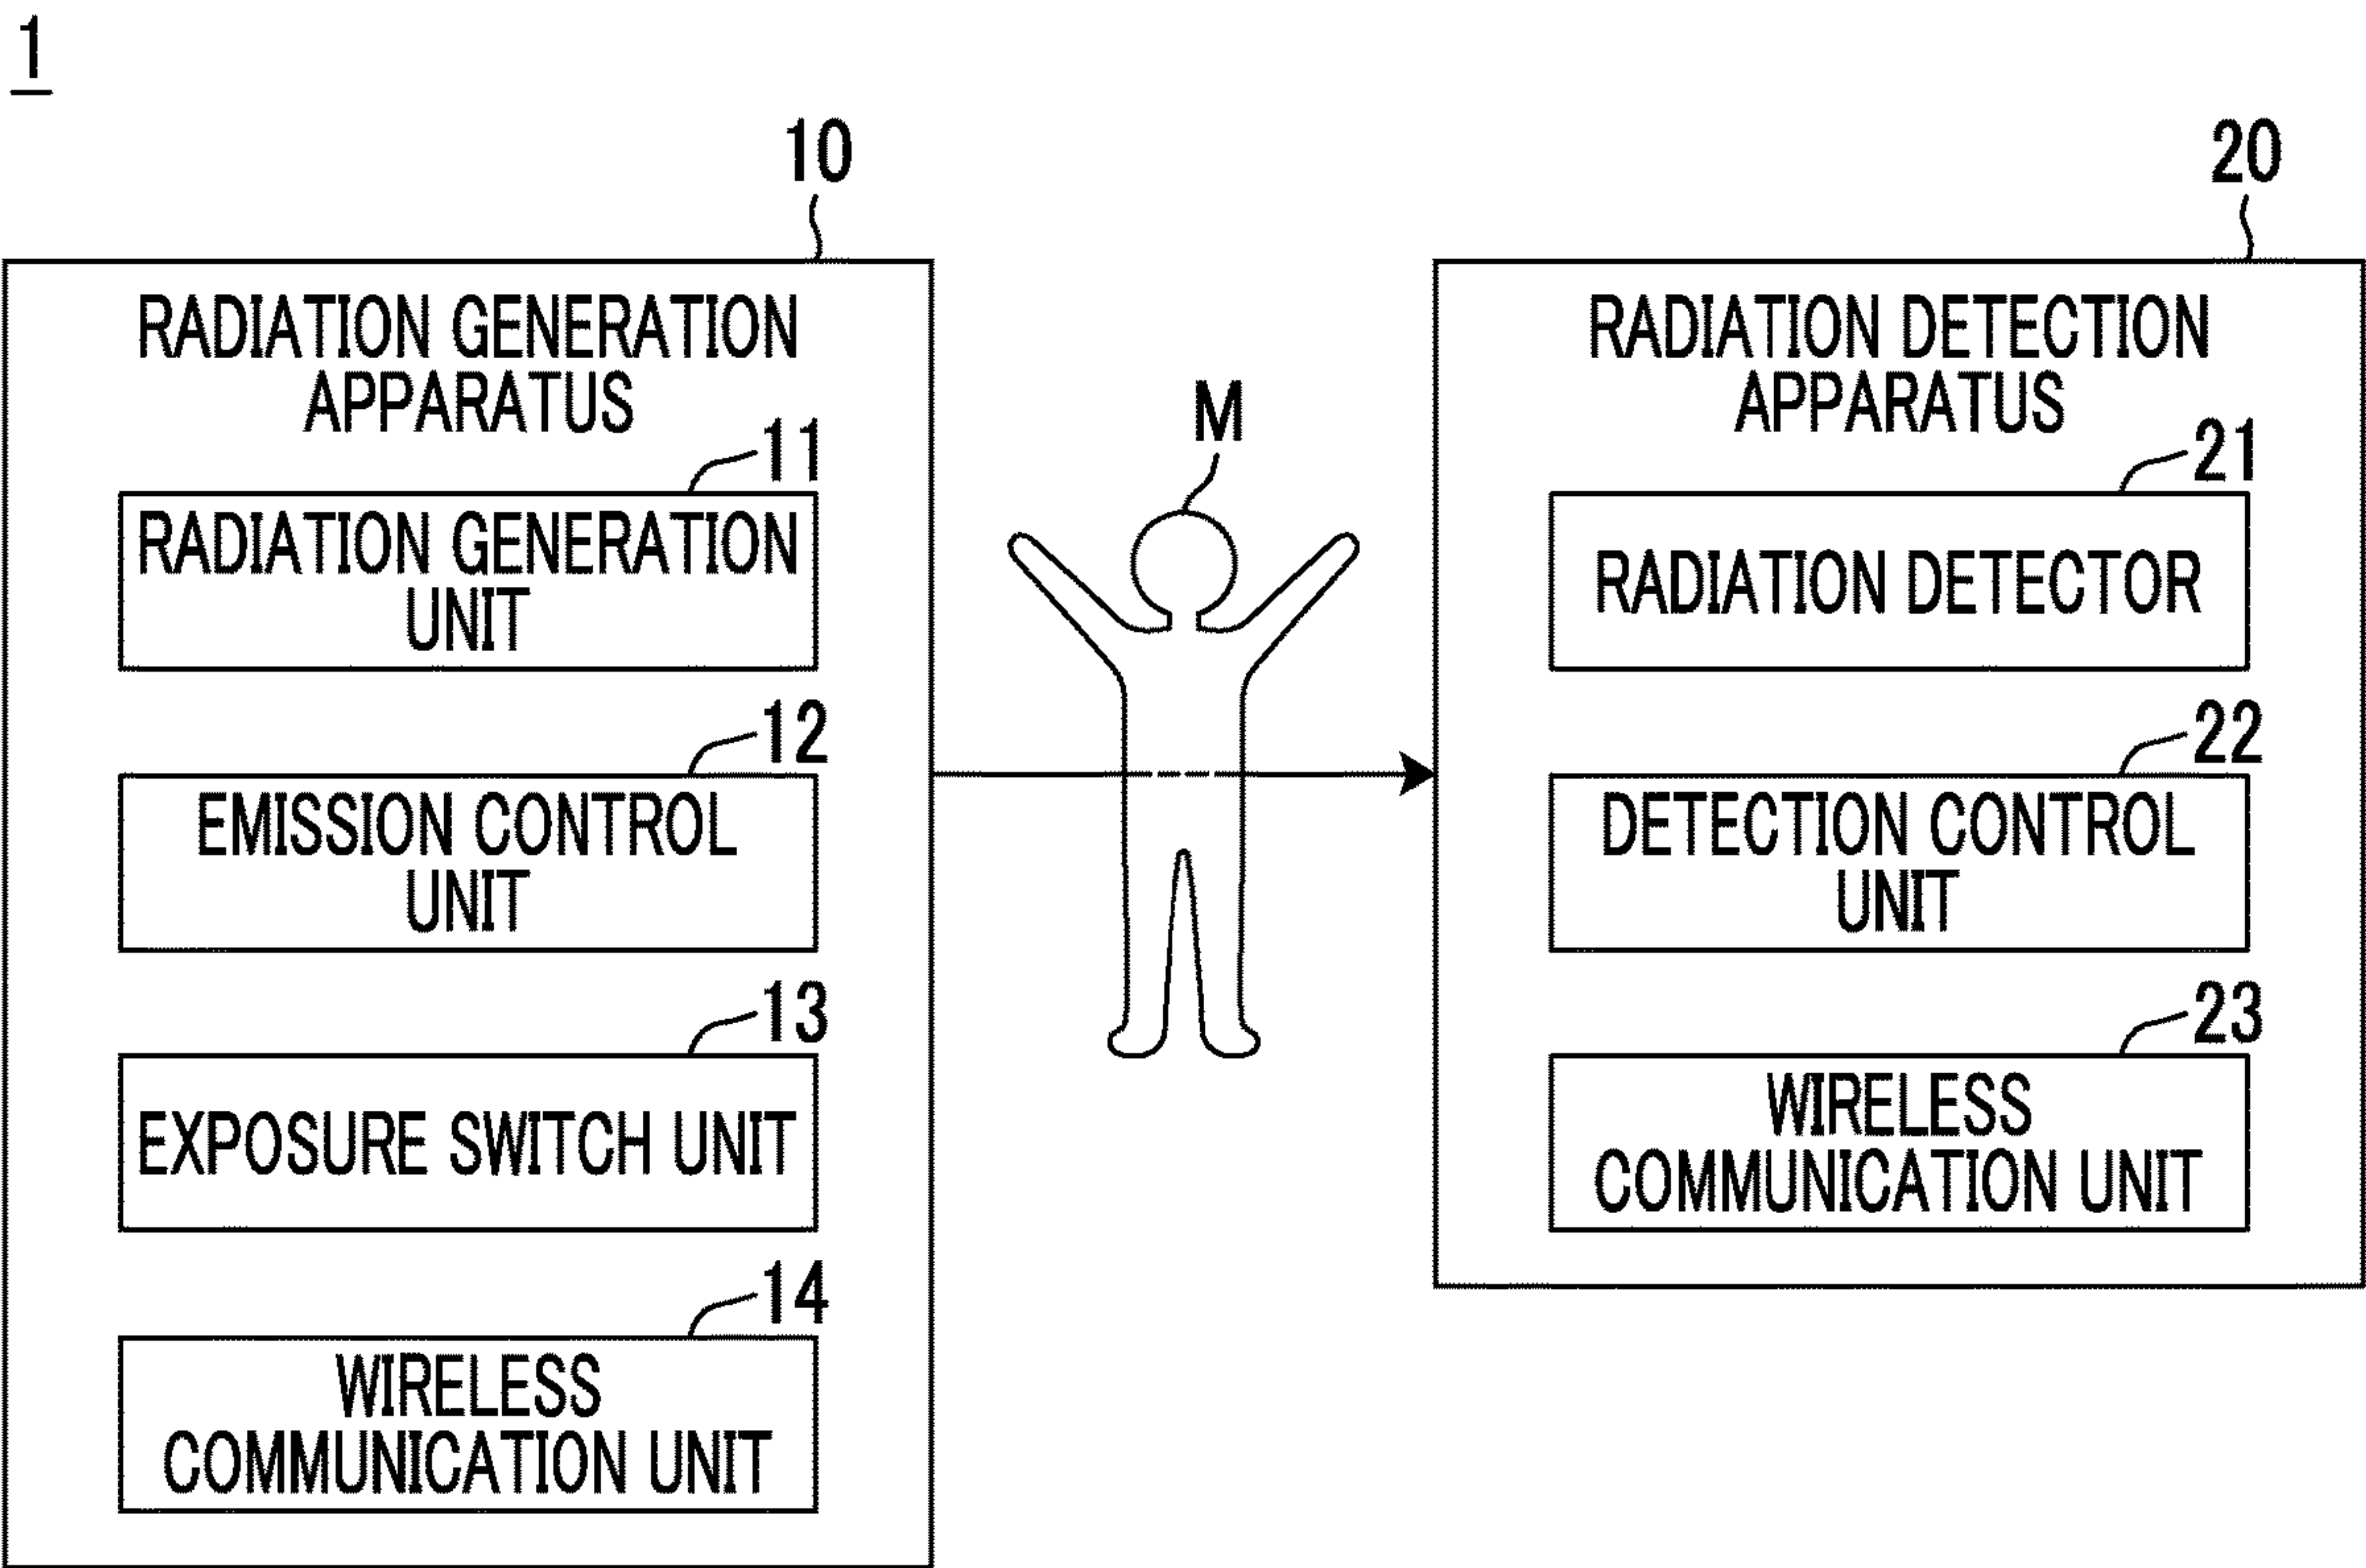 1
10
RADIATION GENERATION
APPARATUS
11
RADIATION GENERATION
UNIT
12
EMISSION CONTROL
UNIT
13
EXPOSURE SWITCH UNIT
14
WIRELESS
COMMUNICATION UNIT
M
20
RADIATION DETECTION
APPARATUS
21
RADIATION DETECTOR
22
DETECTION CONTROL
UNIT
23
WIRELESS
COMMUNICATION UNIT